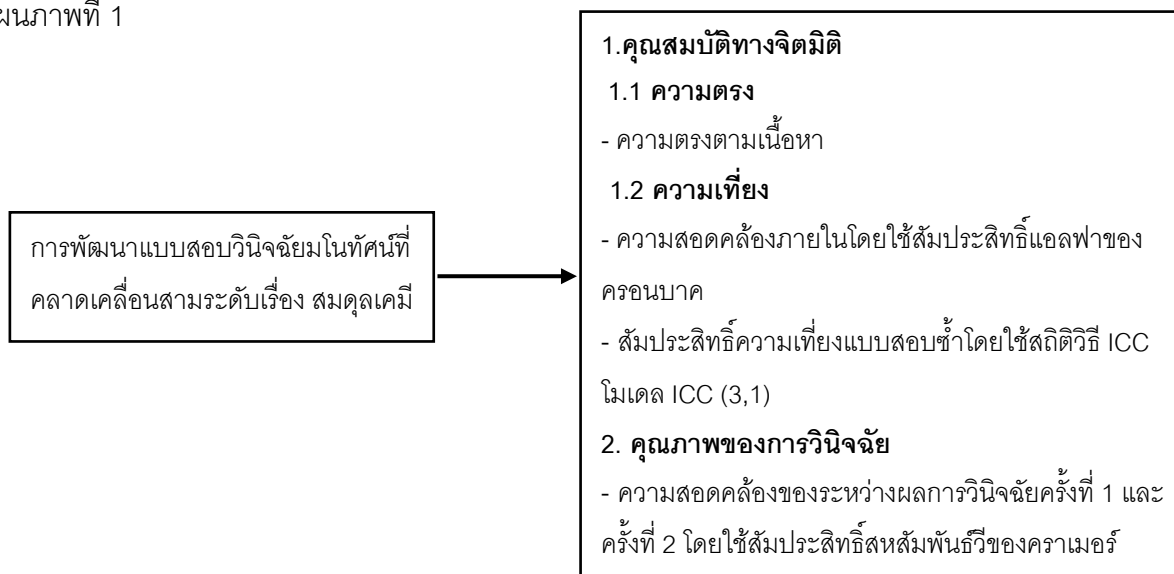 ผนภาพที่ 1
การพัฒนาแบบสอบวินิจฉัยมโนทัศน์ที่
คลาดเคลื่อนสามระดับเรื่อง สมดุลเคมี
1.คุณสมบัติทางจิตมิติ
1.1 ความตรง
- ความตรงตามเนื้อหา
1.2 ความเที่ยง
- ความสอดคล้องภายในโดยใช้สัมประสิทธิ์แอลฟาของ
ครอนบาค
- สัมประสิทธิ์ความเที่ยงแบบสอบซ้ำโดยใช้สถิติวิธี ICC
โมเดล ICC (3,1)
2. คุณภาพของการวินิจฉัย
- ความสอดคล้องของระหว่างผลการวินิจฉัยครั้งที่ 1 และ
ครั้งที่ 2 โดยใช้สัมประสิทธิ์สหสัมพันธ์วีของคราเมอร์